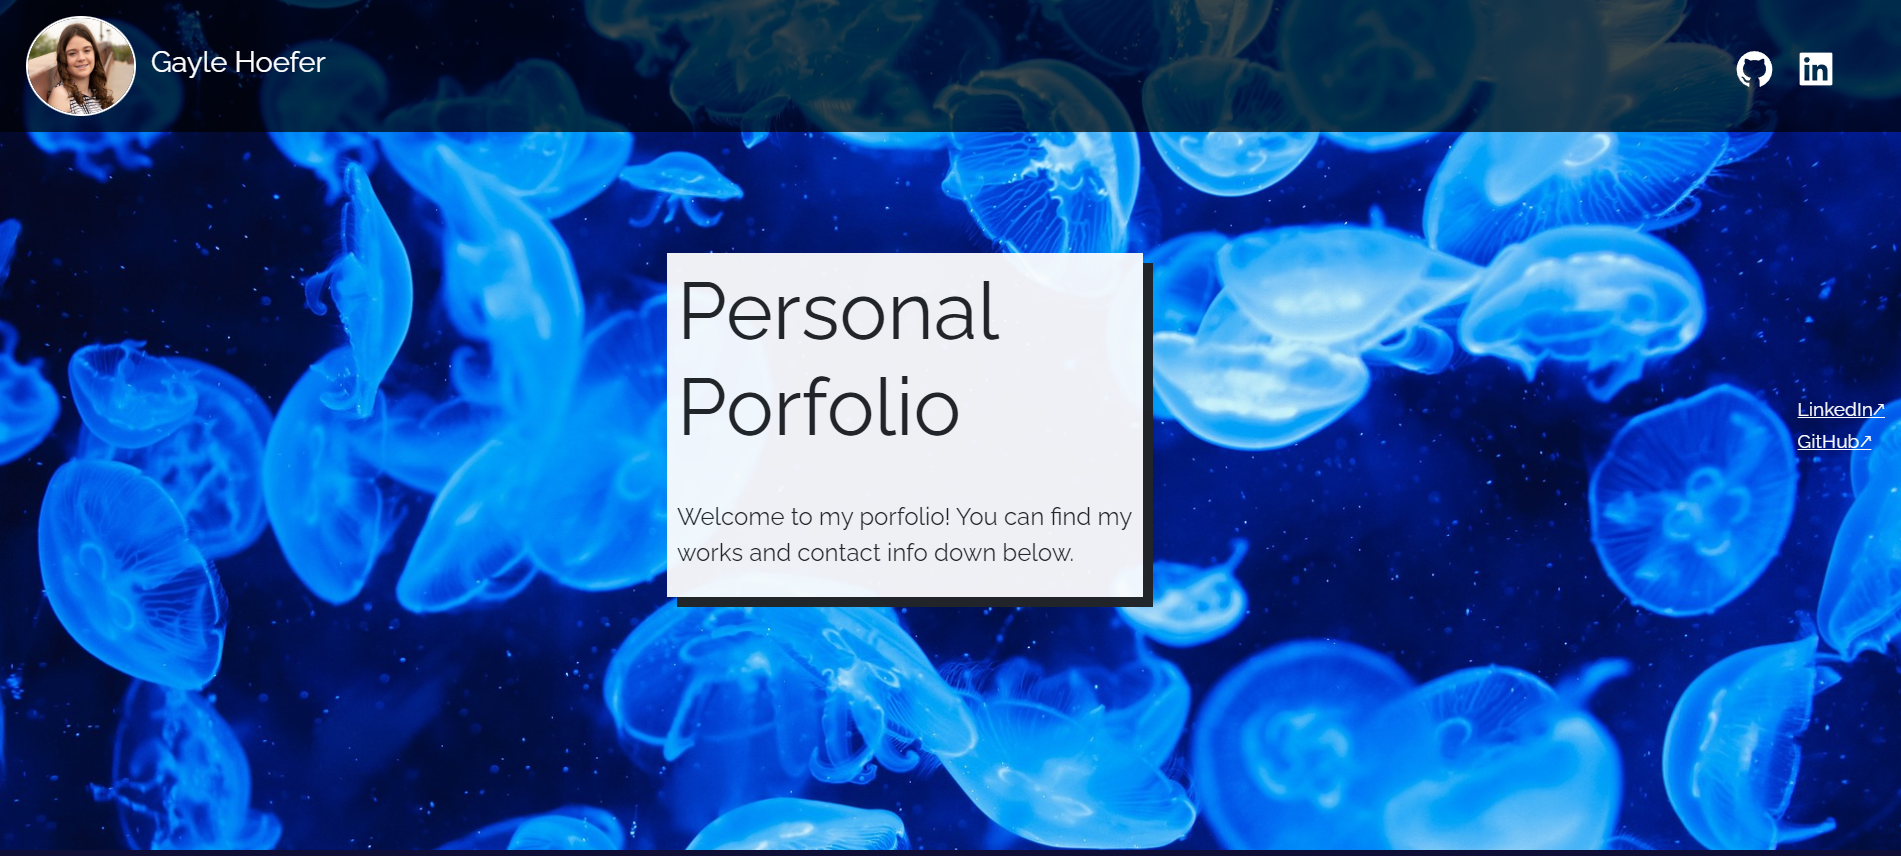 Gayle Hoefer
in
Personal
Porfolio
Welcome to my porfolio! You can find my
works and contact info down below.
LinkedIn↗
GitHub↗